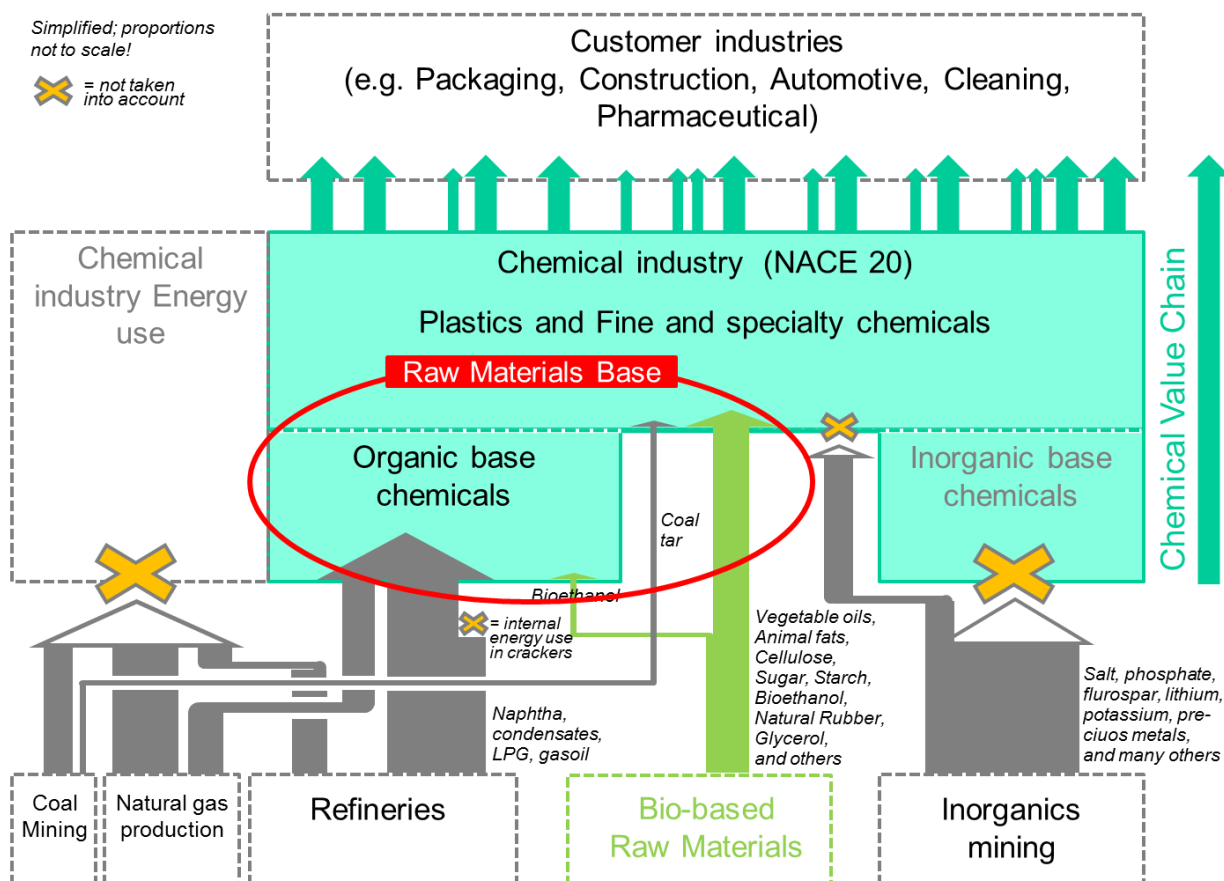 Simplified; proportions
not to scale!
= not taken
into account
Customer industries
(e.g. Packaging, Construction, Automotive, Cleaning,
Pharmaceutical)
Chemical
industry Energy
use
Chemical industry (NACE 20)
Plastics and Fine and specialty chemicals
Raw Materials Base
Organic base
chemicals
Inorganic base
chemicals
Chemical Value Chain
Coal
tar
Bioethanol
= internal
energy use
in crackers
Naphtha,
condensates,
LPG, gasoil
Vegetable oils,
Animal fats,
Cellulose,
Sugar, Starch,
Bioethanol,
Natural Rubber,
Glycerol,
and others
Salt, phosphate,
flurospar, lithium,
potassium, pre-
ciuos metals,
and many others
Coal
Mining
Natural gas
production
Refineries
Bio-based
Raw Materials
Inorganics
mining